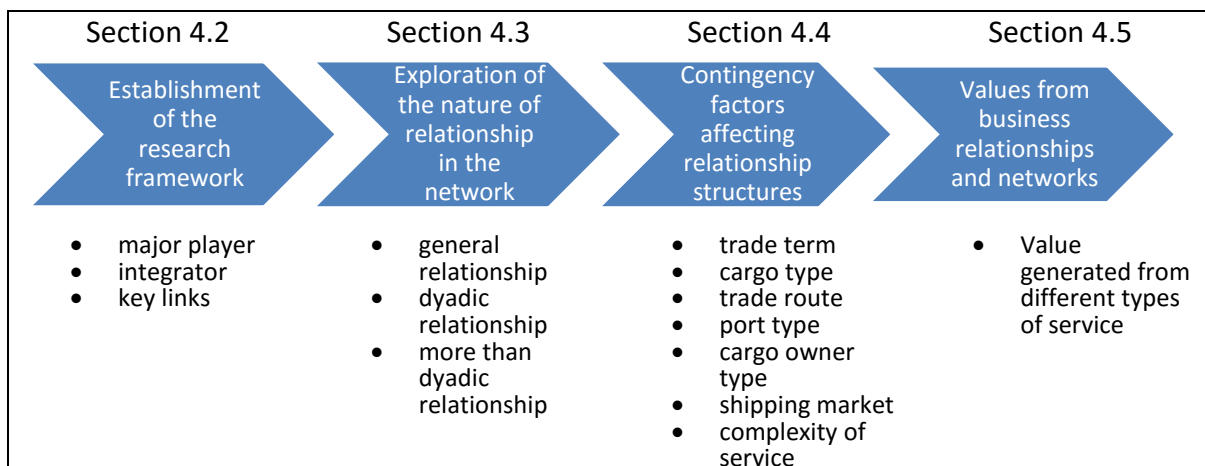 Section 4.2
Section 4.3
Section 4.4
Section 4.5
Establishment
of the
research
framework
Exploration of
the nature of
relationship
in the
network
Contingency
factors
affecting
relationship
structures
Values from
business
relationships
and networks
• major player
• integrator
• key links
• general
relationship
• dyadic
relationship
• more than
dyadic
relationship
• trade term
• cargo type
• trade route
• port type
• cargo owner
type
• shipping market
• complexity of
service
• Value
generated from
different types
of service